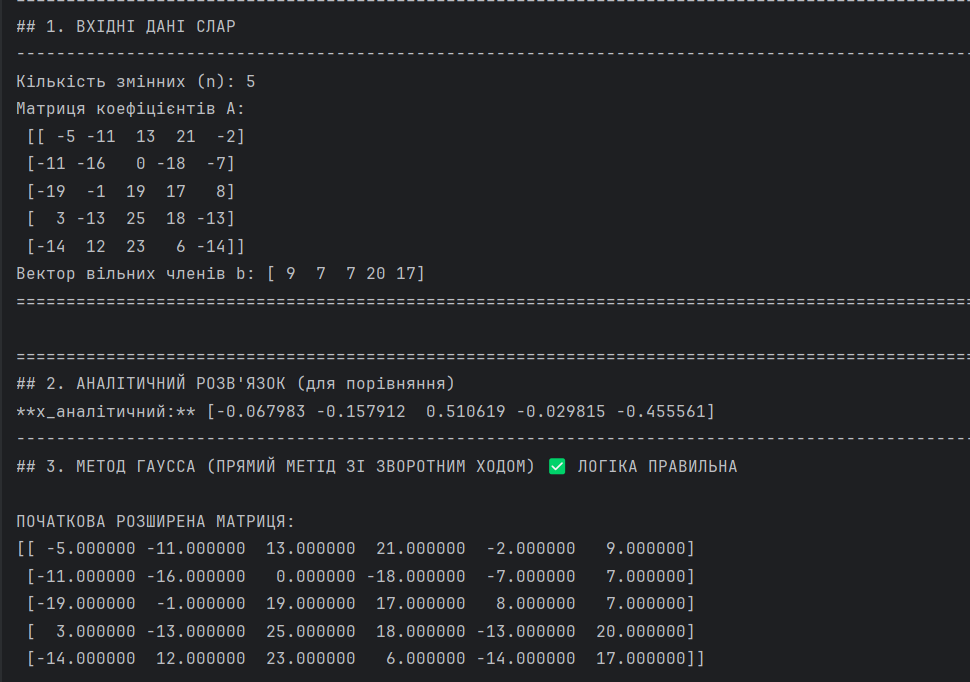 ================================================================================================
## 1. ВХІДНІ ДАНІ СЛАР
------------------------------------------------------------------------------------------------
Кількість змінних (n): 5
Матриця коефіцієнтів A:
 [[ -5 -11  13  21  -2]
 [-11 -16   0 -18  -7]
 [-19  -1  19  17   8]
 [  3 -13  25  18 -13]
 [-14  12  23   6 -14]]
Вектор вільних членів b: [ 9  7  7 20 17]
================================================================================================
================================================================================================
## 2. АНАЛІТИЧНИЙ РОЗВ'ЯЗОК (для порівняння)
**x_аналітичний:** [-0.067983 -0.157912  0.510619 -0.029815 -0.455561]
------------------------------------------------------------------------------------------------
## 3. МЕТОД ГАУССА (ПРЯМИЙ МЕТІД ЗІ ЗВОРОТНИМ ХОДОМ) ✅ ЛОГІКА ПРАВИЛЬНА
ПОЧАТКОВА РОЗШИРЕНА МАТРИЦЯ:
[[ -5.000000 -11.000000  13.000000  21.000000  -2.000000   9.000000]
 [-11.000000 -16.000000   0.000000 -18.000000  -7.000000   7.000000]
 [-19.000000  -1.000000  19.000000  17.000000   8.000000   7.000000]
 [  3.000000 -13.000000  25.000000  18.000000 -13.000000  20.000000]
 [-14.000000  12.000000  23.000000   6.000000 -14.000000  17.000000]]